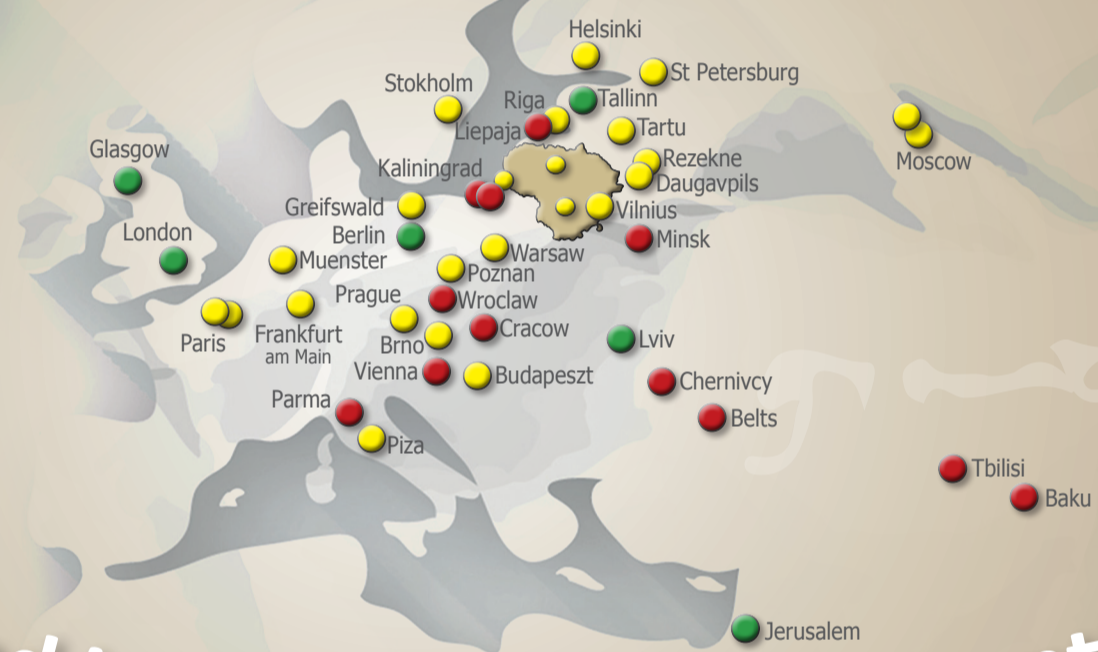 Helsinki
St Petersburg
Stokholm
Riga
Tallinn
Liepaja
Tartu
Moscow
Glasgow
Rezekne
Kaliningrad
Daugavpils
Greifswald
Vilnius
London
Berlin
Minsk
Muenster
Warsaw
Poznan
Prague
Wroclaw
Paris
Frankfurt
am Main
Cracow
Brno
Lviv
Vienna
Budapeszt
Chernivcy
Parma
Belts
Piza
Tbilisi
Baku
Jerusalem